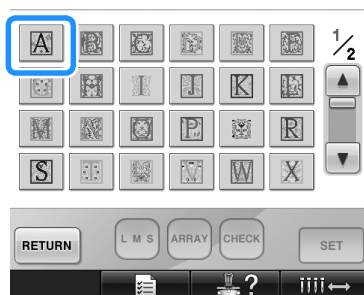 A B C D E F 1/2
G H I J K L
M N O P Q R
S T U V W X
RETURN L M S ARRAY CHECK SET
?